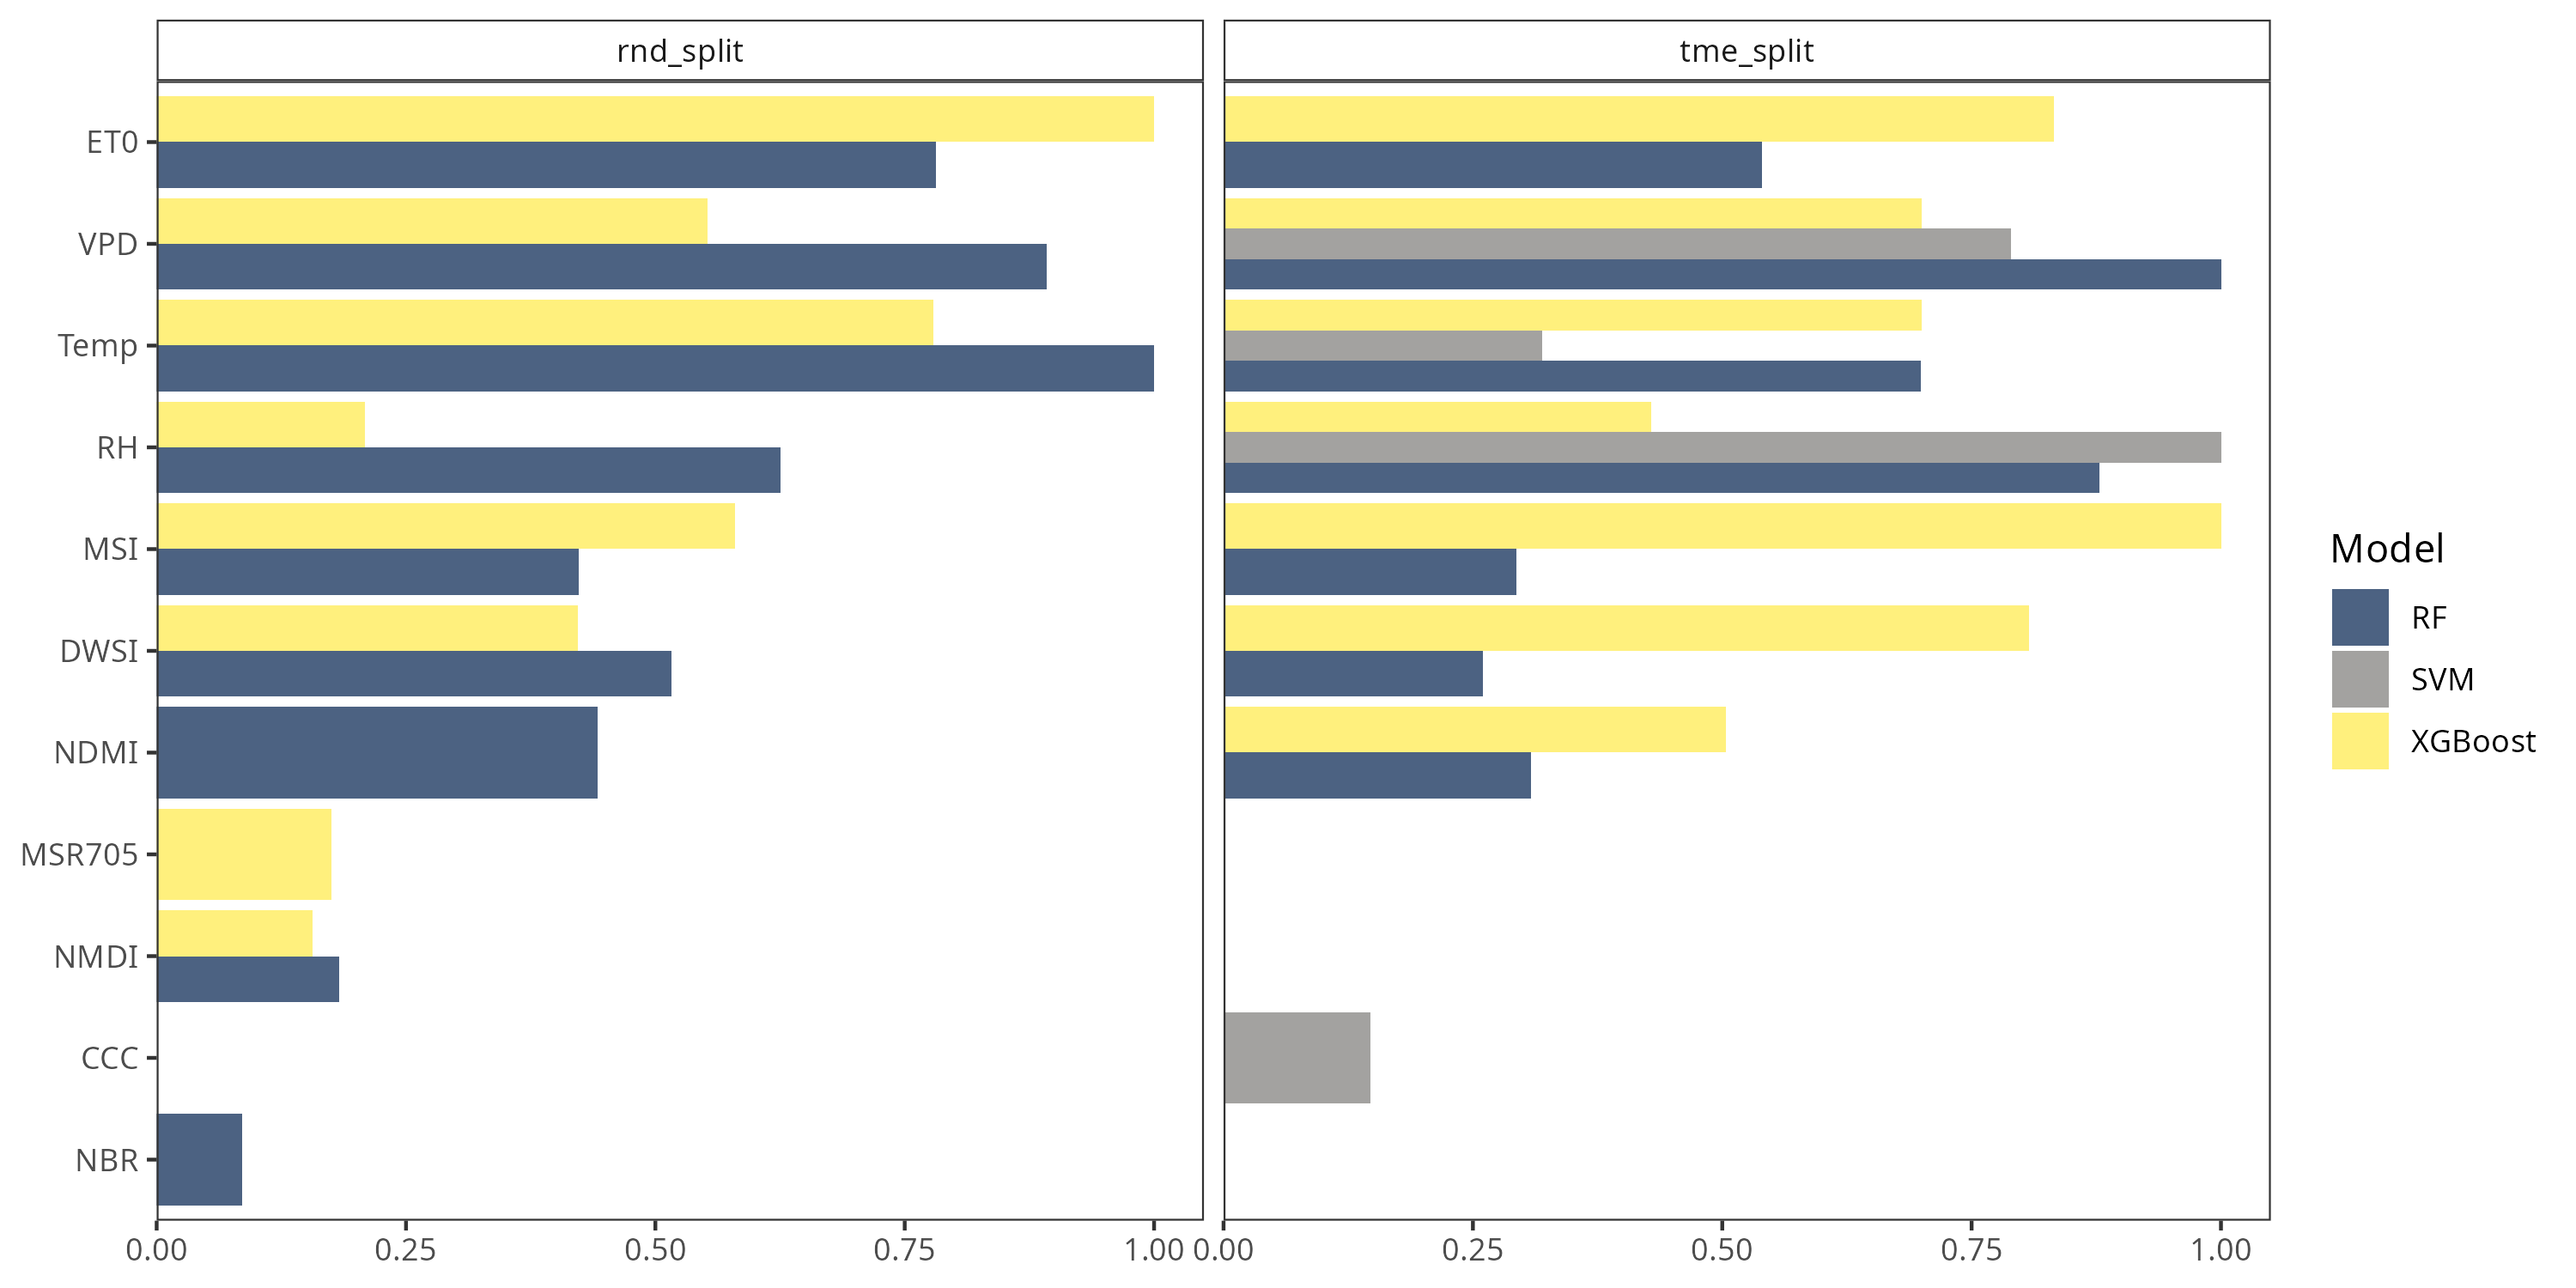 rnd_split
tme_split
ET0
VPD
Temp
RH
MSI
DWSI
NDMI
MSR705
NMDI
CCC
NBR
0.00 0.25 0.50 0.75 1.00
0.00 0.25 0.50 0.75 1.00
Model
RF
SVM
XGBoost